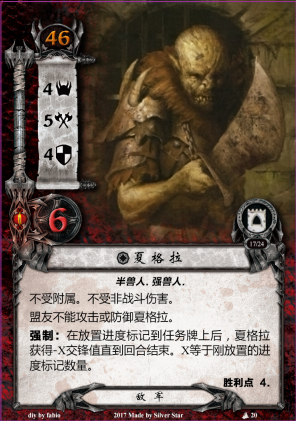 46
4
5
4
6
17/24
夏格拉
半兽人. 强兽人.
不受附属。不受非战斗伤害。
盟友不能攻击或防御夏格拉。
强制：在放置进度标记到任务牌上后，夏格拉
获得-X交锋值直到回合结束。X等于刚放置的进
度标记数量。
胜利点 4.
敌军
diy by fabio 2017 Made by Silver Star 20